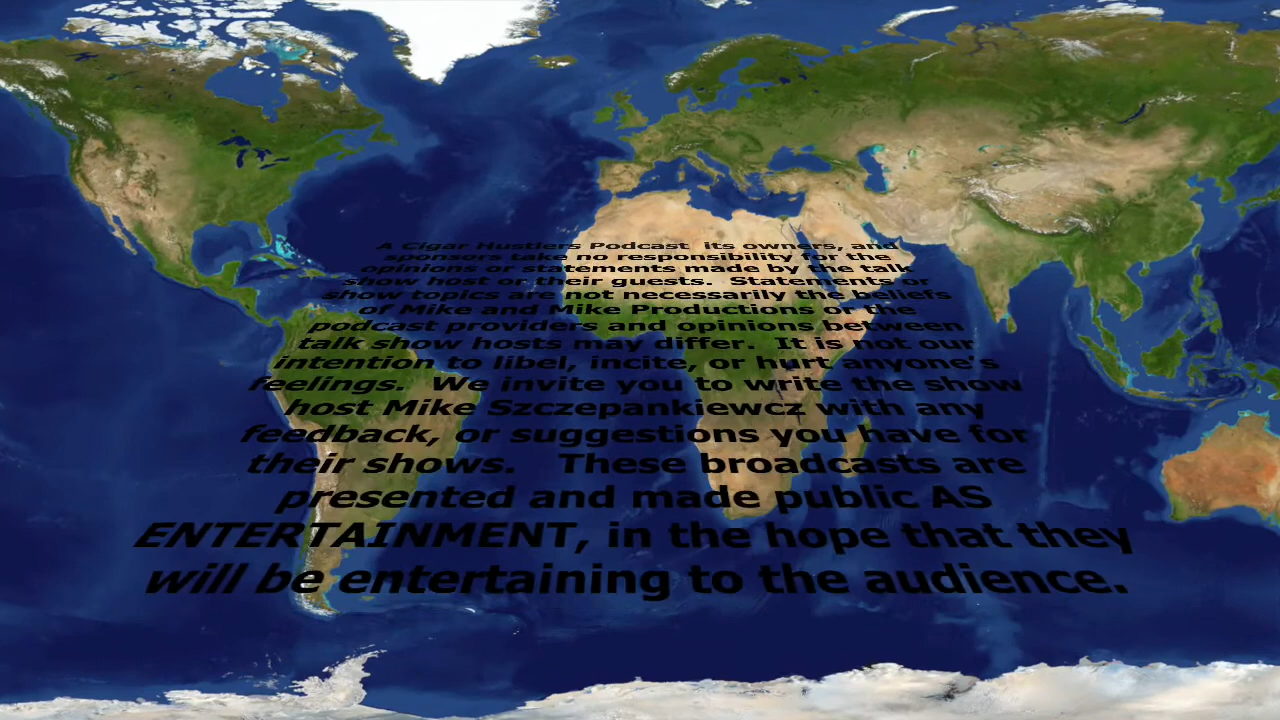 A Cigar Hustlers Podcast  its owners, and
sponsors take no responsibility for the
opinions or statements made by the talk
show host or their guests.  Statements or
show topics are not necessarily the beliefs
of Mike and Mike Productions or the
podcast providers and opinions between
talk show hosts may differ.  It is not our
intention to libel, incite, or hurt anyone's
feelings.  We invite you to write the show
host Mike Szczepankiewcz with any
feedback, or suggestions you have for
their shows.   These broadcasts are
presented and made public AS
ENTERTAINMENT, in the hope that they
will be entertaining to the audience.